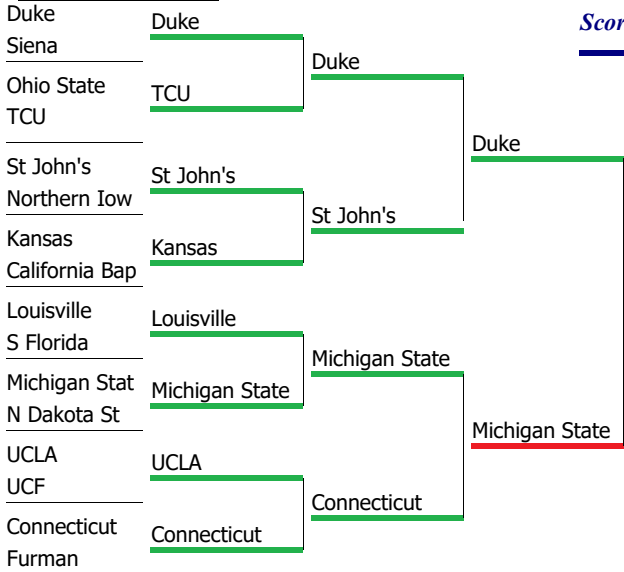 Duke
Siena
Ohio State
TCU
St John's
Northern Iow
Kansas
California Bap
Louisville
S Florida
Michigan Stat
N Dakota St
UCLA
UCF
Connecticut
Furman
Duke
TCU
St John's
Kansas
Louisville
Michigan State
UCLA
Connecticut
Duke
St John's
Michigan State
Connecticut
Duke
Michigan State
Scor